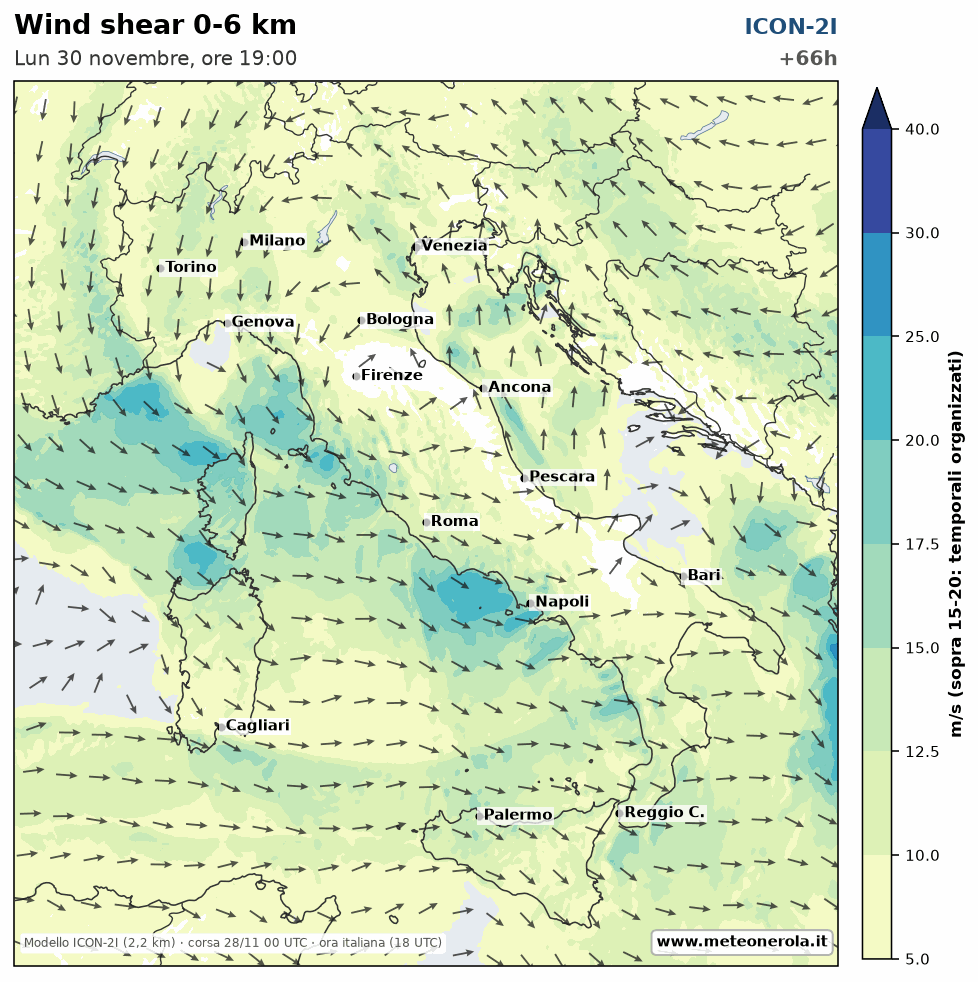 Wind shear 0-6 km
ICON-2I
Lun 30 novembre, ore 19:00
+66h
40.0
30.0
25.0
20.0
17.5
15.0
12.5
10.0
5.0
m/s (sopra 15-20: temporali organizzati)
Milano
Venezia
Torino
Genova
Bologna
Firenze
Ancona
Pescara
Roma
Bari
Napoli
Cagliari
Palermo
Reggio C.
Modello ICON-2I (2,2 km) · corsa 28/11 00 UTC · ora italiana (18 UTC)
www.meteonerola.it